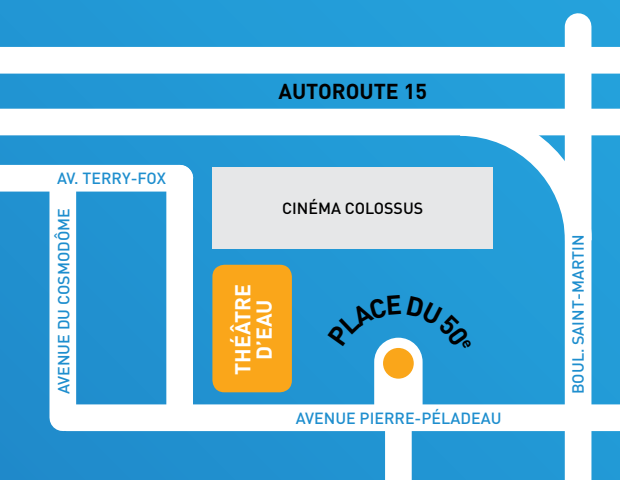 AUTOROUTE 15
AV. TERRY-FOX
CINÉMA COLOSSUS
AVENUE DU COSMODÔME
THÉÂTRE
D'EAU
PLACE DU 50e
BOUL. SAINT-MARTIN
AVENUE PIERRE-PÉLADEAU